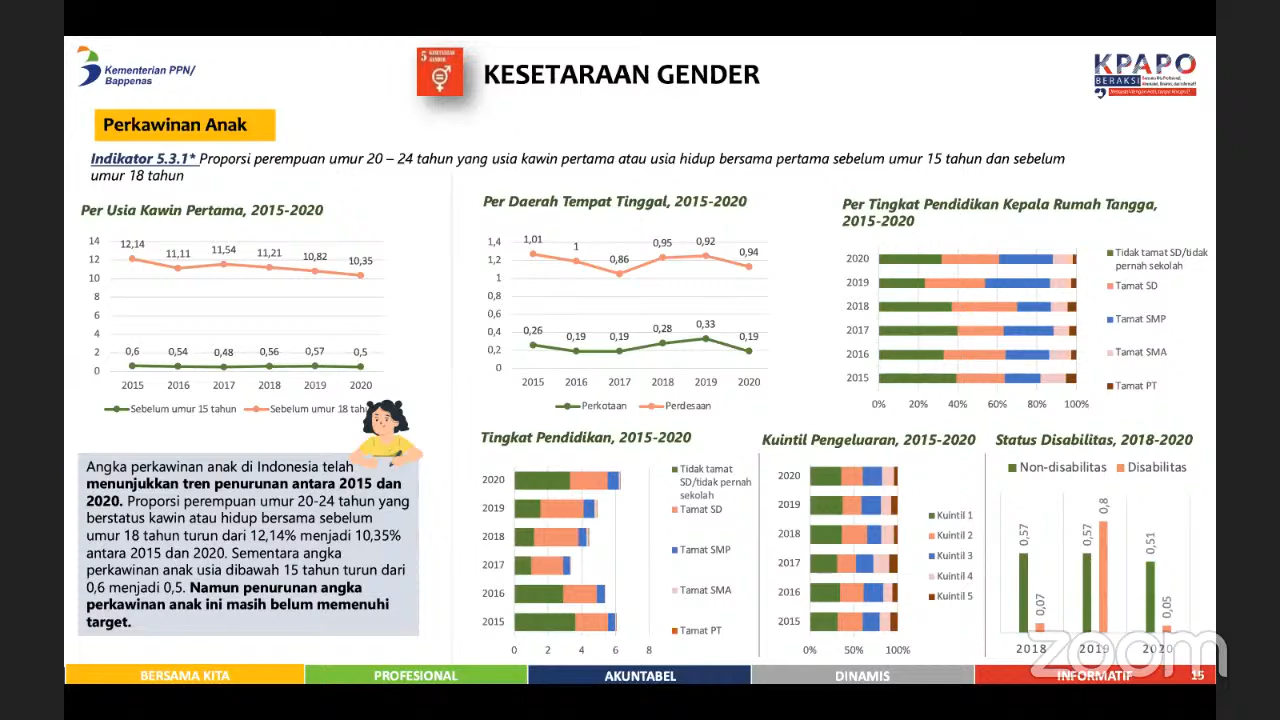 Kementerian PPN/
Bappenas
5 KESETARAAN
GENDER
KESETARAAN GENDER
KPAPO
BERAKSI
Perkawinan Anak
Indikator 5.3.1* Proporsi perempuan umur 20 – 24 tahun yang usia kawin pertama atau usia hidup bersama pertama sebelum umur 15 tahun dan sebelum
umur 18 tahun
Per Usia Kawin Pertama, 2015-2020
14
12
10
8
6
4
2
0
12,14
11,11
11,54
11,21
10,82
10,35
0,6
0,54
0,48
0,56
0,57
0,5
2015 2016 2017 2018 2019 2020
Sebelum umur 15 tahun Sebelum umur 18
Per Daerah Tempat Tinggal, 2015-2020
1,4
1,2
1
0,8
0,6
0,4
0,2
0
1,01
1
0,86
0,95
0,92
0,94
0,26
0,19
0,19
0,28
0,33
0,19
2015 2016 2017 2018 2019 2020
Perkotaan Perdesaan
Per Tingkat Pendidikan Kepala Rumah Tangga,
2015-2020
2020
2019
2018
2017
2016
2015
0% 20% 40% 60% 80% 100%
Tidak tamat SD/tidak
pernah sekolah
Tamat SD
Tamat SMP
Tamat SMA
Tamat PT
Angka perkawinan anak di Indonesia telah
menunjukkan tren penurunan antara 2015 dan
2020. Proporsi perempuan umur 20-24 tahun yang
berstatus kawin atau hidup bersama sebelum
umur 18 tahun turun dari 12,14% menjadi 10,35%
antara 2015 dan 2020. Sementara angka
perkawinan anak usia dibawah 15 tahun turun dari
0,6 menjadi 0,5. Namun penurunan angka
perkawinan anak ini masih belum memenuhi
target.
Tingkat Pendidikan, 2015-2020
2020
2019
2018
2017
2016
2015
0 2 4 6 8
Tidak tamat
SD/tidak pernah
sekolah
Tamat SD
Tamat SMP
Tamat SMA
Tamat PT
Kuintil Pengeluaran, 2015-2020
2020
2019
2018
2017
2016
2015
0% 50% 100%
Kuintil 1
Kuintil 2
Kuintil 3
Kuintil 4
Kuintil 5
Status Disabilitas, 2018-2020
Non-disabilitas Disabilitas
0,57
0,07
0,57
0,8
0,51
0,05
2018 2019 2020
zoom
BERSAMA KITA PROFESIONAL AKUNTABEL DINAMIS INFORMATIF 15